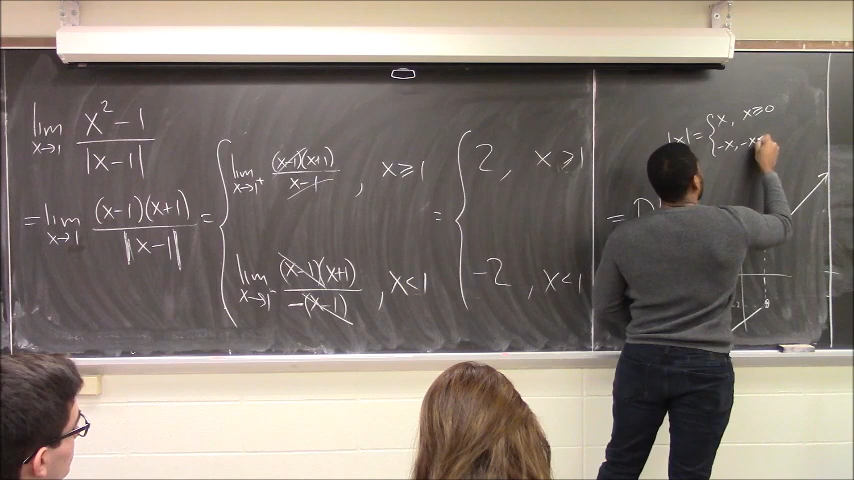 lim x→1 x² − 1 / |x − 1|
= lim x→1 (x−1)(x+1) / |x−1|
= { lim x→1⁺ (x−1)(x+1) / x−1 , x≥1
lim x→1⁻ (x−1)(x+1) / −(x−1) , x<1
= { 2 , x≥1
−2 , x<1
= D
|x| = { x, x≥0
−x, −x